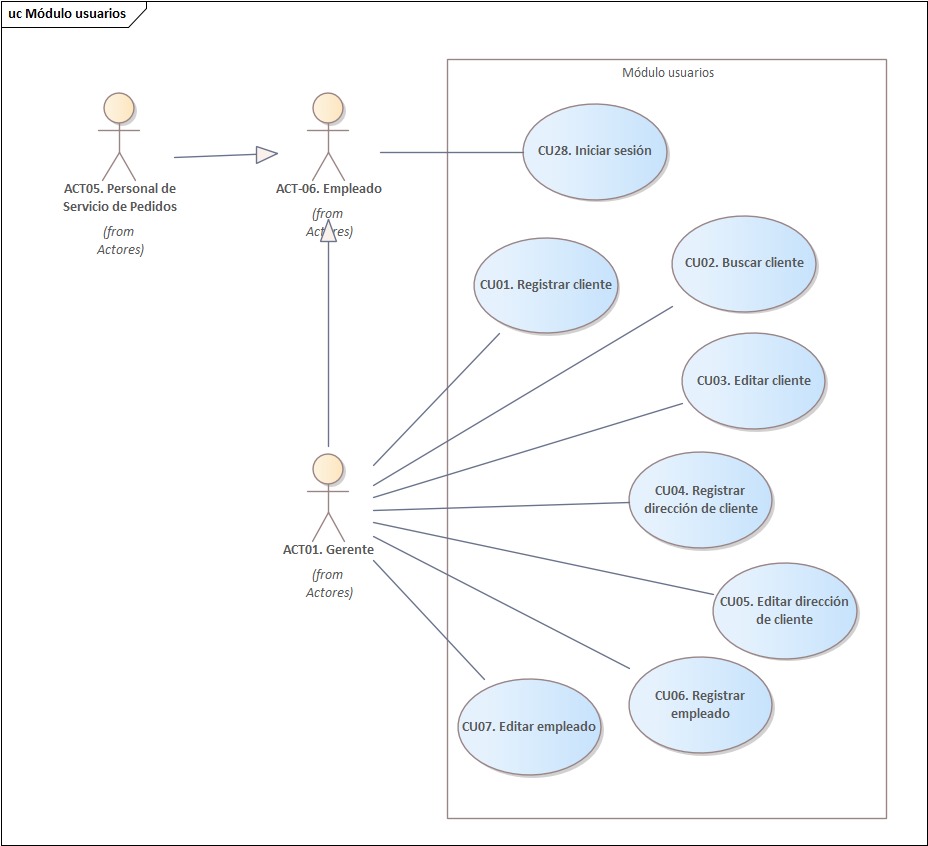 uc Módulo usuarios
Módulo usuarios
ACT05. Personal de
Servicio de Pedidos
(from
Actores)
ACT-06. Empleado
(from
Actores)
CU28. Iniciar sesión
CU01. Registrar cliente
CU02. Buscar cliente
CU03. Editar cliente
CU04. Registrar
dirección de cliente
ACT01. Gerente
(from
Actores)
CU05. Editar dirección
de cliente
CU06. Registrar
empleado
CU07. Editar empleado